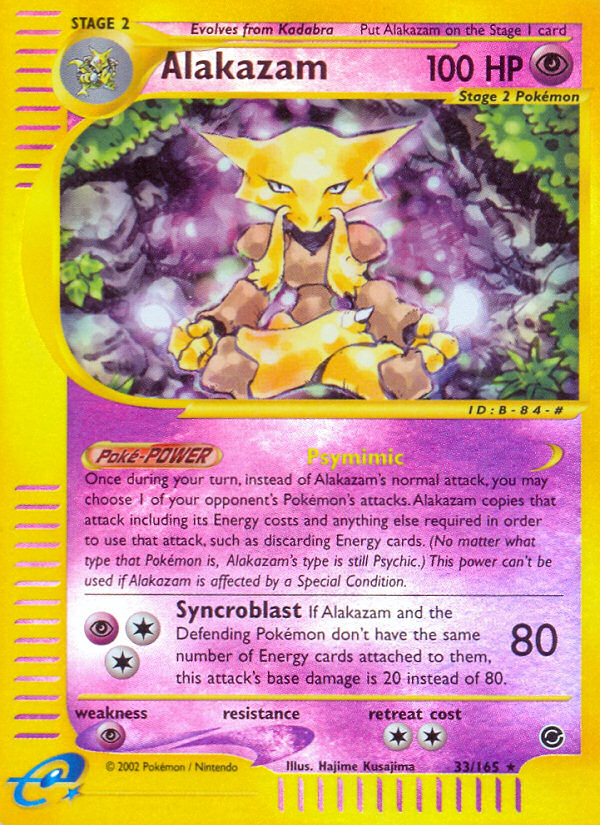 STAGE 2
Evolves from Kadabra
Put Alakazam on the Stage 1 card
Alakazam
100 HP
Stage 2 Pokémon
ID:B-84-#
Poké-POWER
Psymimic
Once during your turn, instead of Alakazam's normal attack, you may
choose 1 of your opponent's Pokémon's attacks. Alakazam copies that
attack including its Energy costs and anything else required in order
to use that attack, such as discarding Energy cards. (No matter what
type that Pokémon is, Alakazam's type is still Psychic.) This power can't be
used if Alakazam is affected by a Special Condition.
Syncroblast If Alakazam and the
Defending Pokémon don't have the same
number of Energy cards attached to them,
this attack's base damage is 20 instead of 80.
80
weakness
resistance
retreat cost
© 2002 Pokémon / Nintendo
Illus. Hajime Kusajima
33/165 ★
e